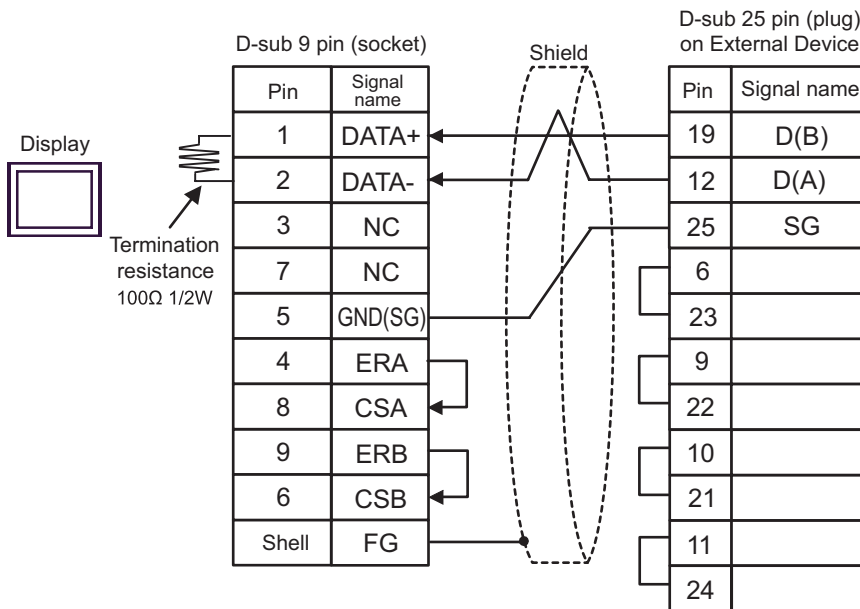 D-sub 25 pin (plug)
D-sub 9 pin (socket)
on External Device
Shield
Pin Signal name
Pin Signal name
1 DATA+ 19 D(B)
Display
2 DATA- 12 D(A)
3 NC 25 SG
Termination resistance 100Ω 1/2W
7 NC 6
5 GND(SG) 23
4 ERA 9
8 CSA 22
9 ERB 10
6 CSB 21
Shell FG 11
24